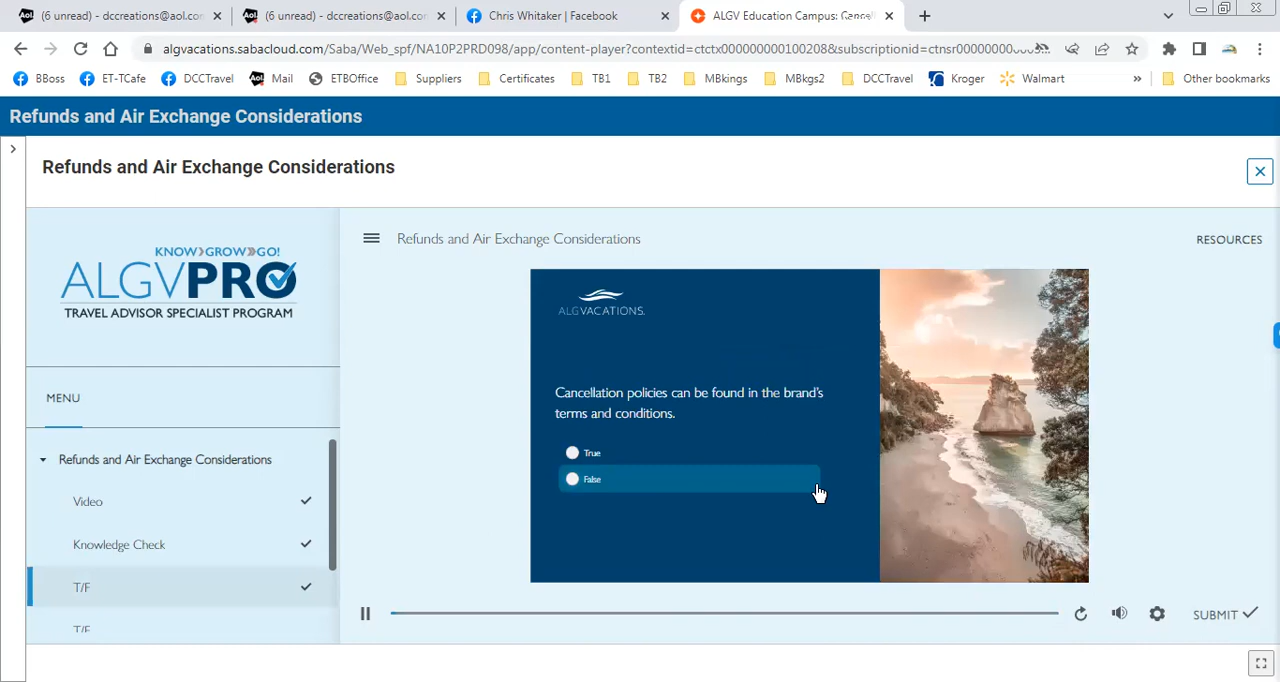 (6 unread) - dccreations@aol.co
(6 unread) - dccreations@aol.com
Chris Whitaker | Facebook
ALGV Education Campus: Cancel
algvacations.sabacloud.com/Saba/Web_spf/NA10P2PRD098/app/content-player?contextid=ctctx000000000100208&subscriptionid=ctnsr00000000
BBoss
ET-TCafe
DCCTravel
Aol.
Mail
ETBOffice
Suppliers
Certificates
TB1
TB2
MBkings
MBkgs2
DCCTravel
Kroger
Walmart
»
Other bookmarks
Refunds and Air Exchange Considerations
Refunds and Air Exchange Considerations
KNOW>GROW>GO!
ALGVPRO
TRAVEL ADVISOR SPECIALIST PROGRAM
Refunds and Air Exchange Considerations
RESOURCES
ALGVACATIONS.
MENU
Cancellation policies can be found in the brand's
terms and conditions.
True
False
Refunds and Air Exchange Considerations
Video
Knowledge Check
T/F
T/F
SUBMIT